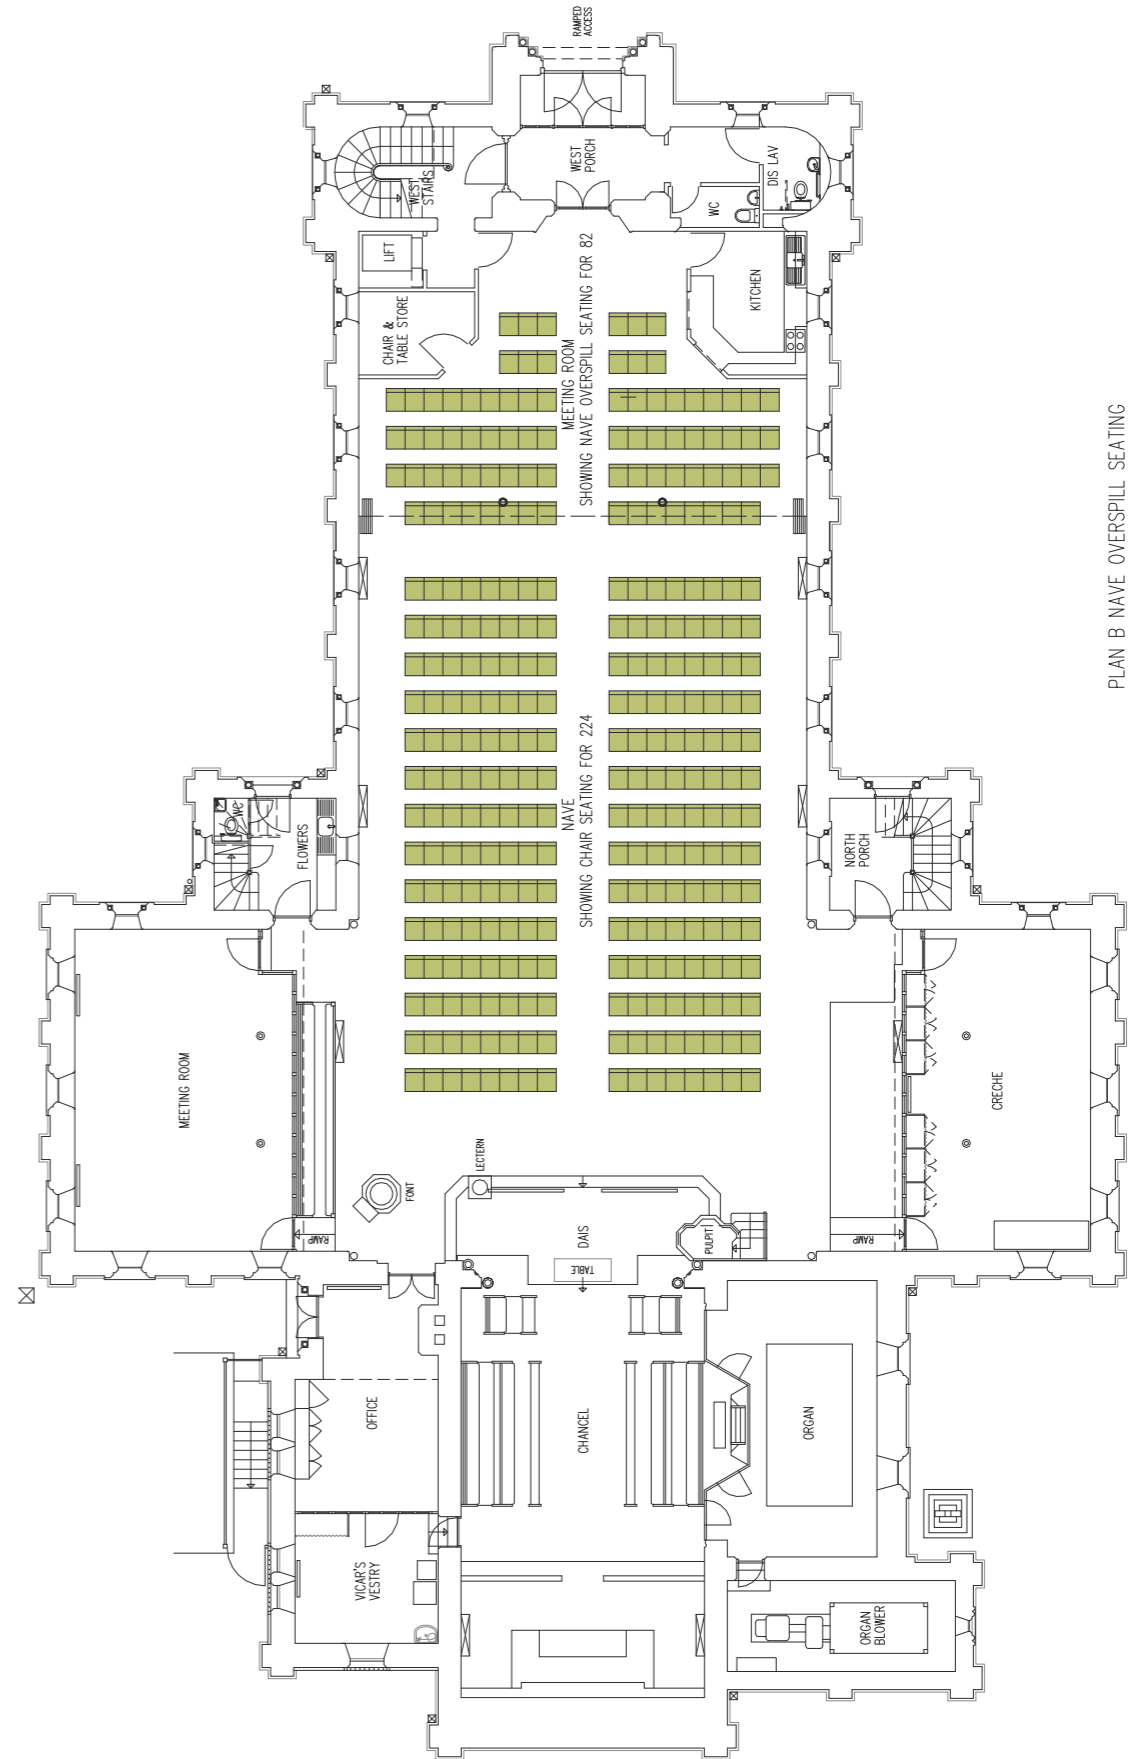 RAMPED
ACCESS
WEST
PORCH
WEST
STAIRS
DIS LAV
WC
LIFT
KITCHEN
CHAIR &
TABLE STORE
MEETING ROOM
SHOWING NAVE OVERSPILL SEATING FOR 82
NAVE
SHOWING CHAIR SEATING FOR 224
WC
FLOWERS
NORTH
PORCH
MEETING ROOM
CRECHE
LECTERN
FONT
RAMP
DAIS
PULPIT
RAMP
TABLE
OFFICE
CHANCEL
ORGAN
VICAR'S
VESTRY
ORGAN
BLOWER
PLAN B NAVE OVERSPILL SEATING